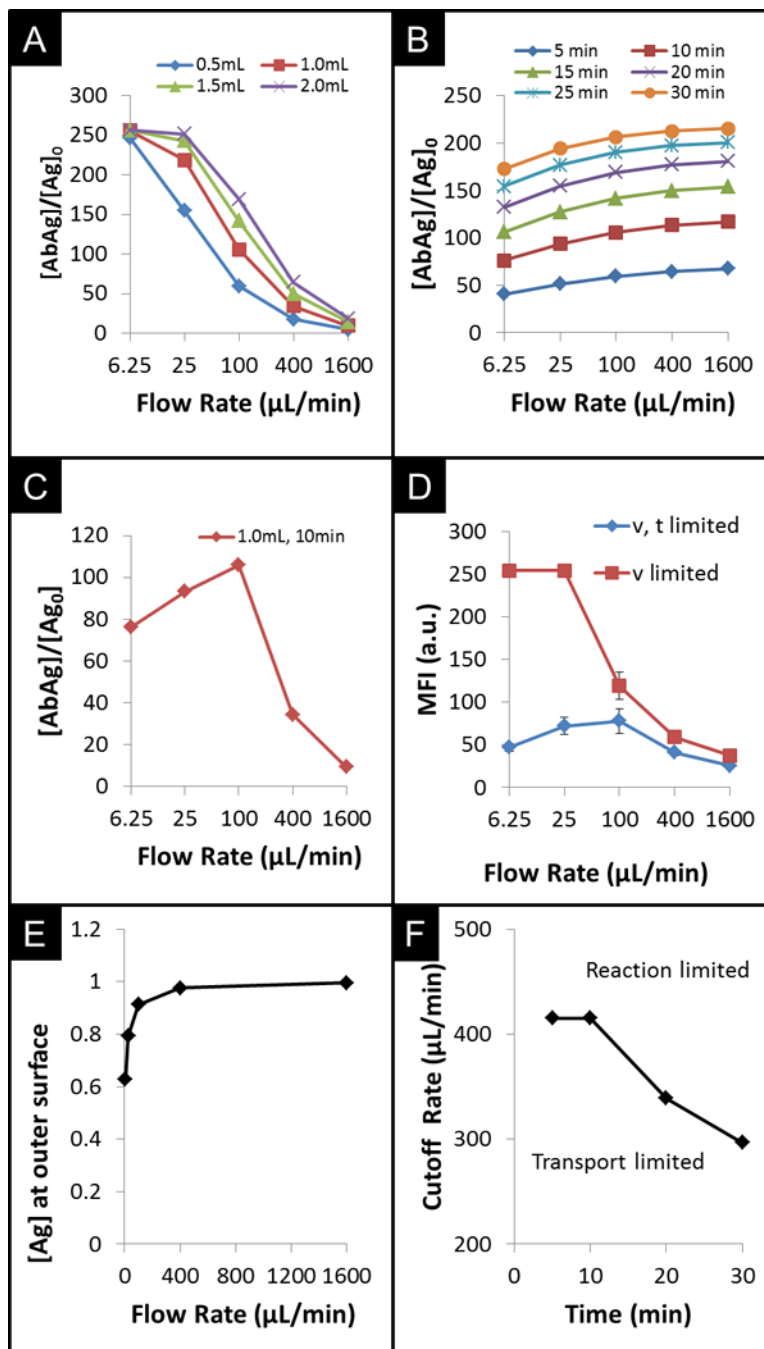 A
0.5mL 1.0mL
1.5mL 2.0mL
[AbAg]/[Ag]0
300
250
200
150
100
50
0
6.25 25 100 400 1600
Flow Rate (μL/min)
B
5 min 10 min
15 min 20 min
25 min 30 min
[AbAg]/[Ag]0
250
200
150
100
50
0
6.25 25 100 400 1600
Flow Rate (μL/min)
C
1.0mL, 10min
[AbAg]/[Ag0]
120
100
80
60
40
20
0
6.25 25 100 400 1600
Flow Rate (μL/min)
D
v, t limited
v limited
MFI (a.u.)
300
250
200
150
100
50
0
6.25 25 100 400 1600
Flow Rate (μL/min)
E
[Ag] at outer surface
1.2
1
0.8
0.6
0.4
0.2
0
0 400 800 1200 1600
Flow Rate (μL/min)
F
Cutoff Rate (μL/min)
500
400
300
200
Reaction limited
Transport limited
0 10 20 30
Time (min)